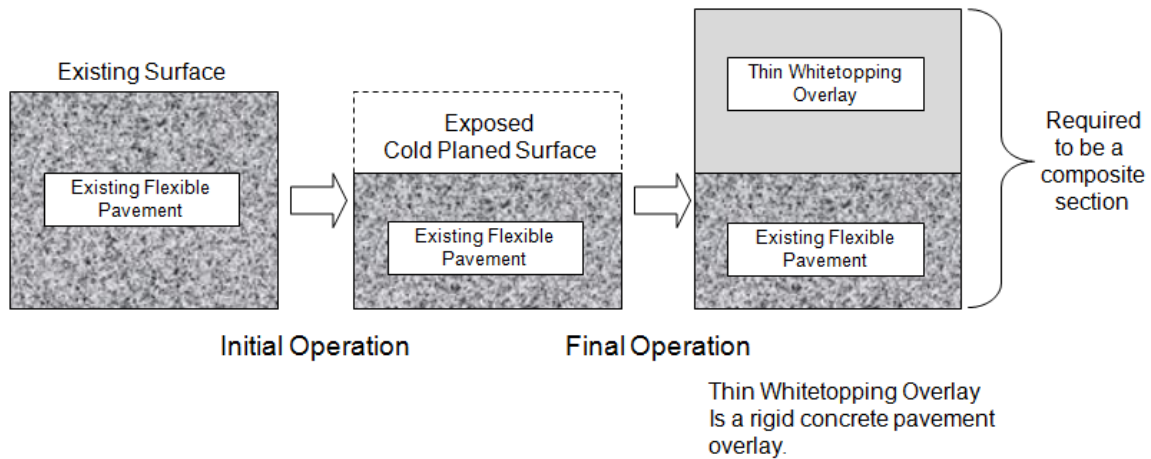 Existing Surface
Existing Flexible
Pavement
Initial Operation
Exposed
Cold Planed Surface
Existing Flexible
Pavement
Final Operation
Thin Whitetopping
Overlay
Existing Flexible
Pavement
Required
to be a
composite
section
Thin Whitetopping Overlay
Is a rigid concrete pavement
overlay.